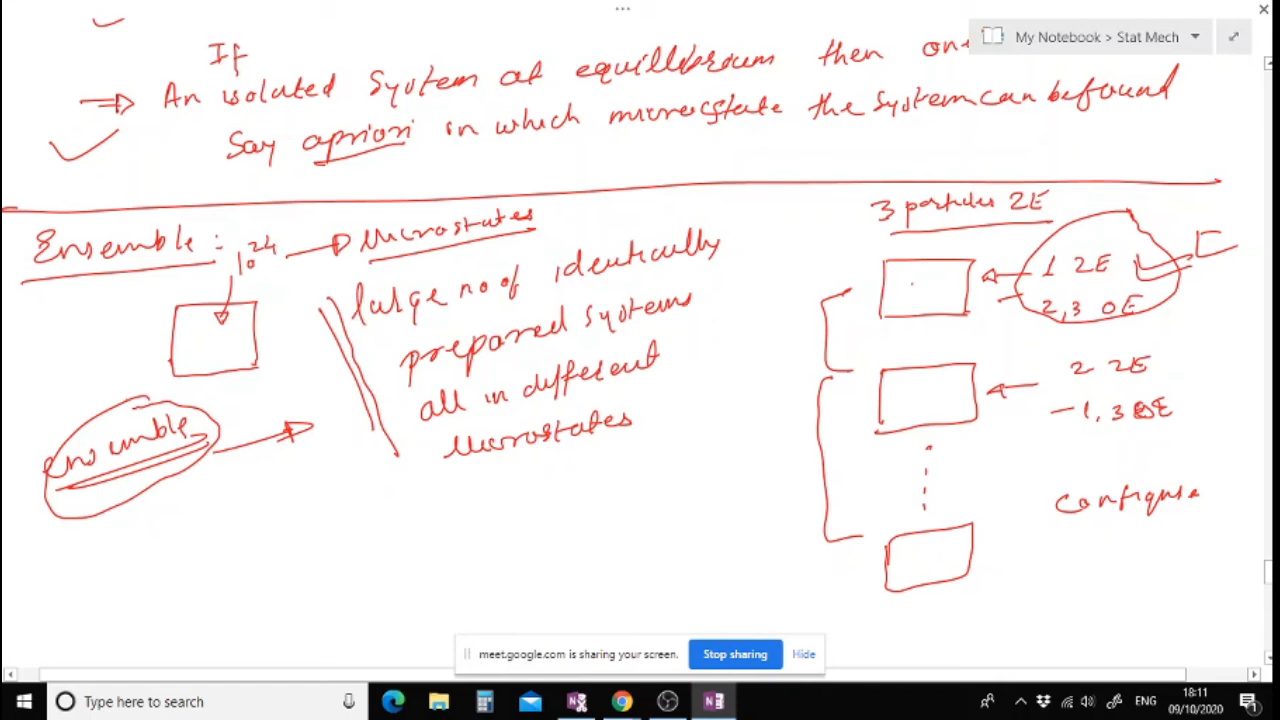 My Notebook > Stat Mech
If
An isolated System at equillibrium then
Say apriori in which microstate the system can be found
Ensemble :
10^24 → Microstates
large no of identically
prepared systems
all in different
Microstates
ensumble
3 particles 2E
1 2E
2,3 0E
2 2E
1,3 0E
Configura
meet.google.com is sharing your screen.
Stop sharing
Hide
Type here to search
ENG
18:11
09/10/2020